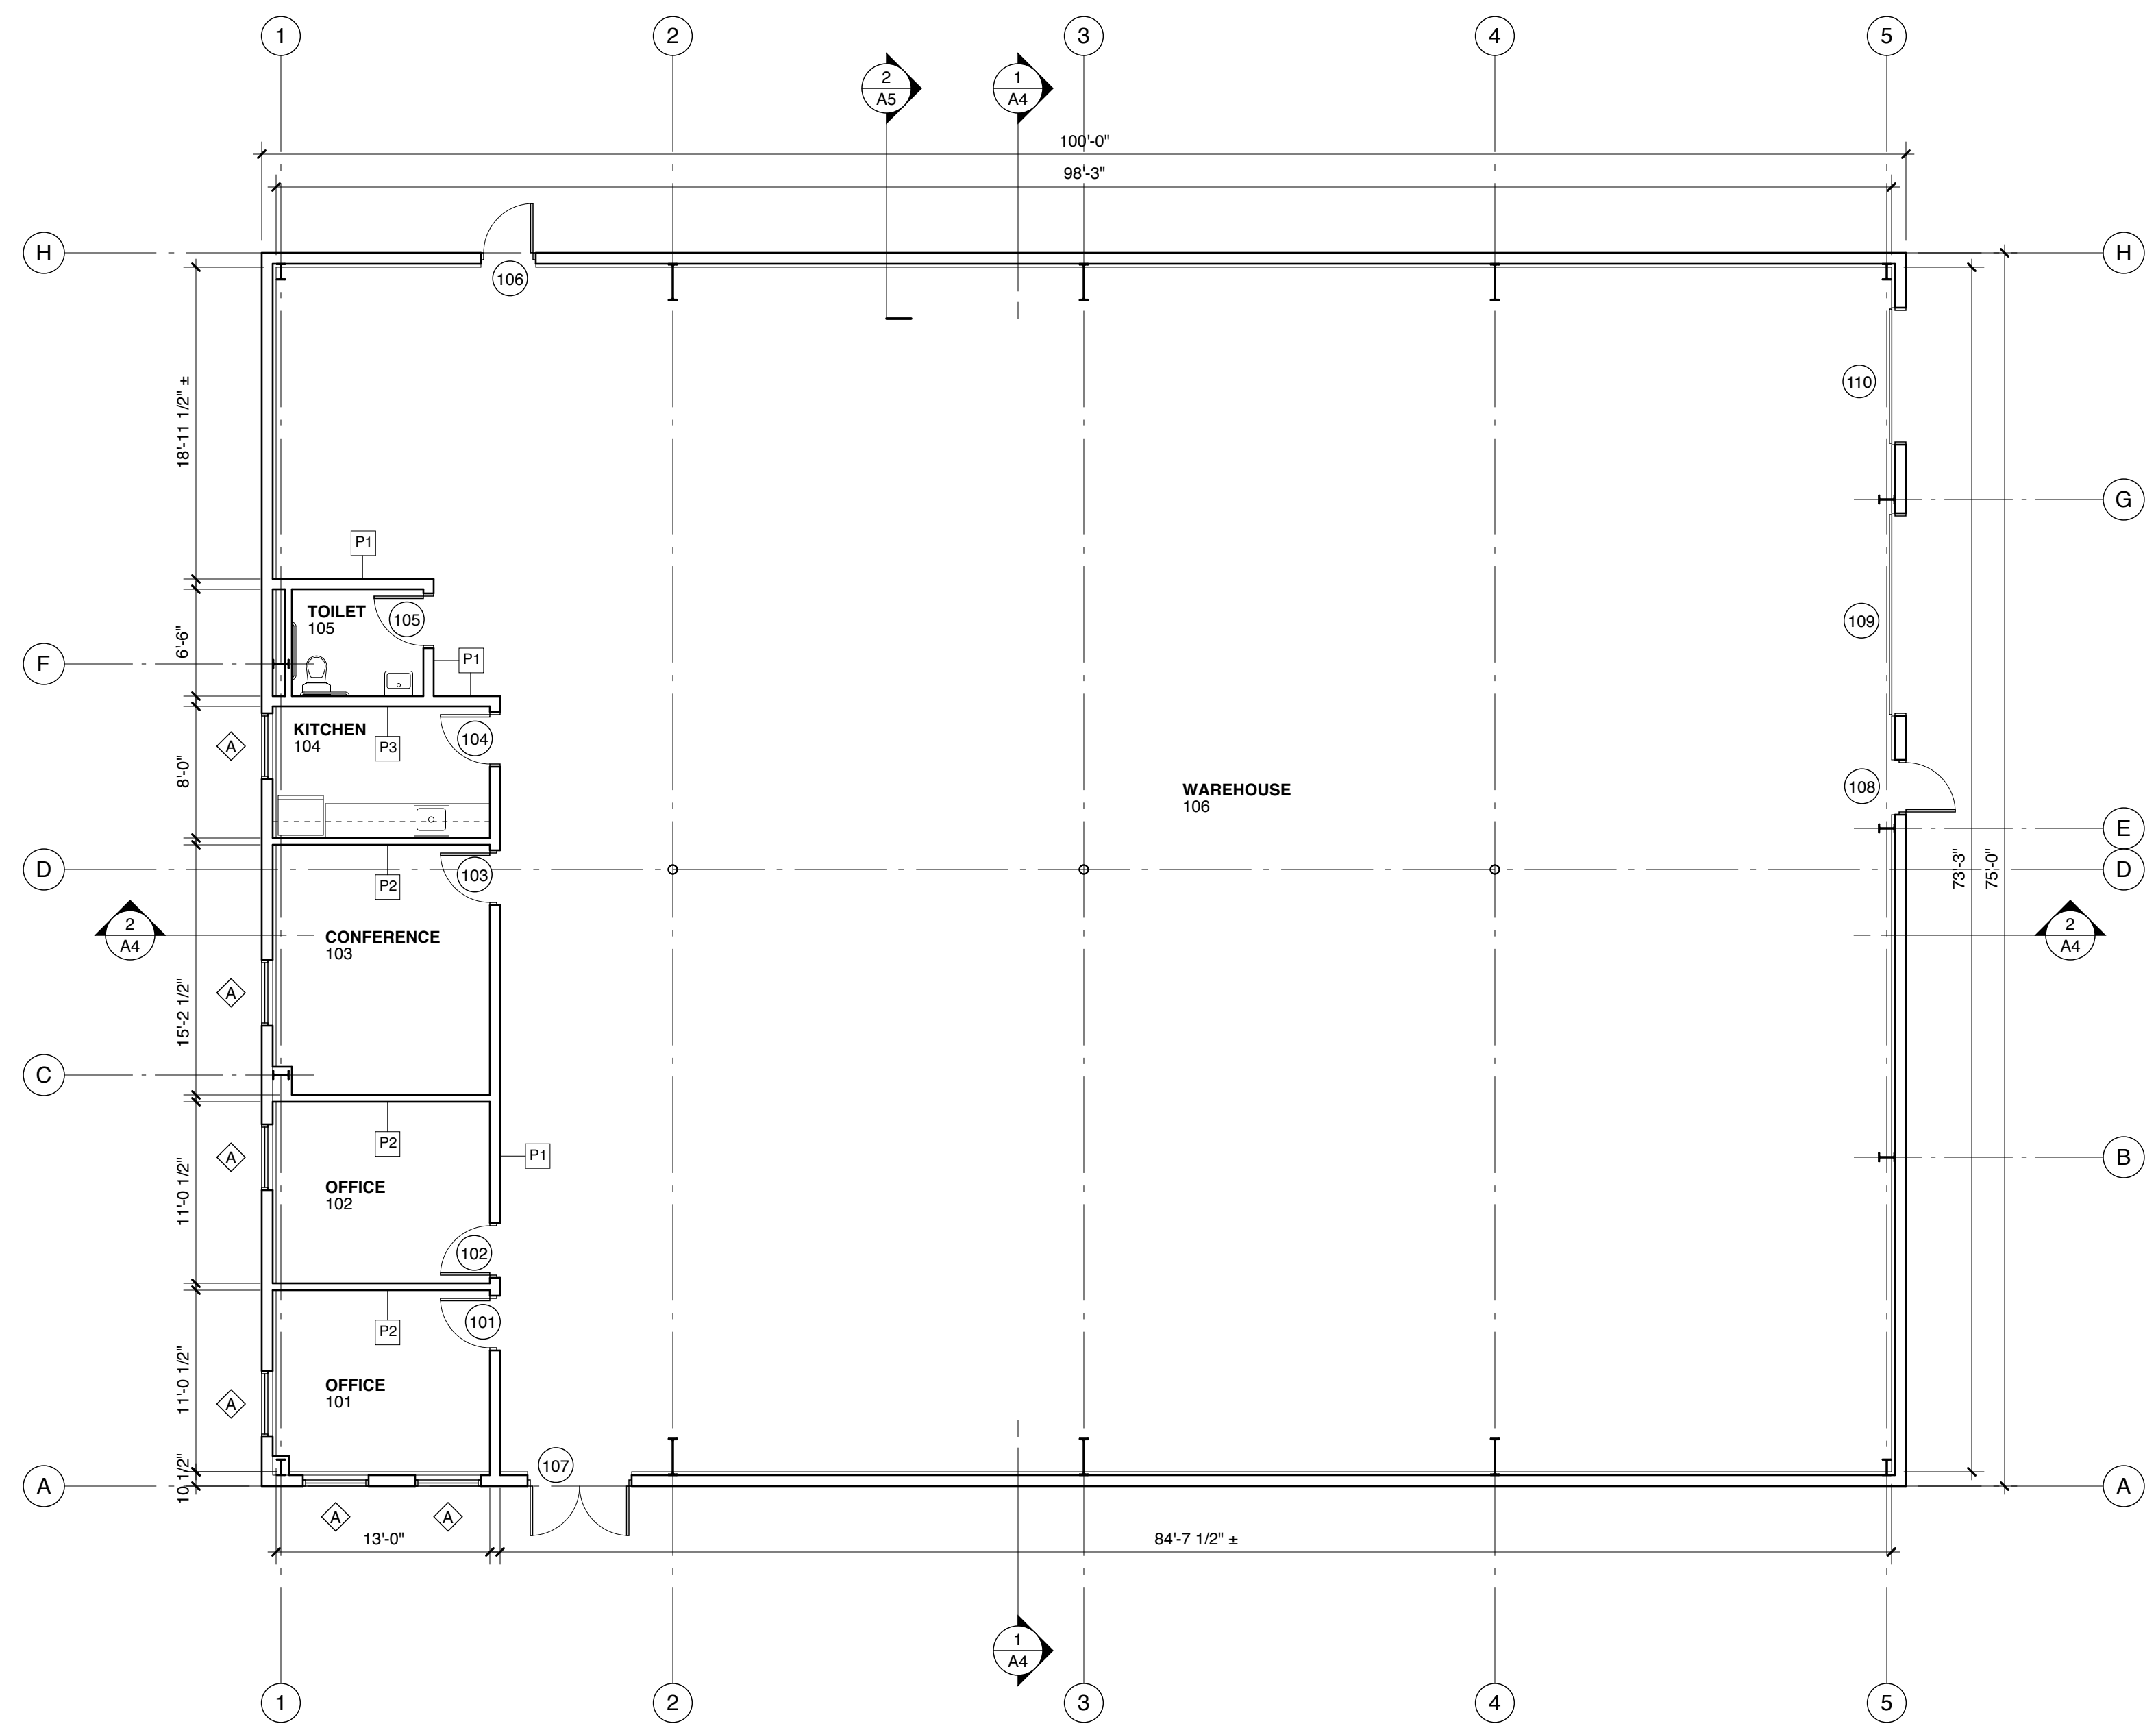 1
2
3
4
5
2
A5
1
A4
100'-0"
98'-3"
H
H
106
18'-11 1/2" ±
110
G
P1
TOILET
105
105
109
6'-6"
F
P1
KITCHEN
104
104
A
P3
8'-0"
WAREHOUSE
106
108
E
D
103
P2
D
73'-3"
75'-0"
2
A4
CONFERENCE
103
2
A4
A
15'-2 1/2"
C
P2
A
P1
B
11'-0 1/2"
OFFICE
102
102
101
P2
11'-0 1/2"
OFFICE
101
A
107
10 1/2"
A
A
A
A
13'-0"
84'-7 1/2" ±
1
A4
1
2
3
4
5